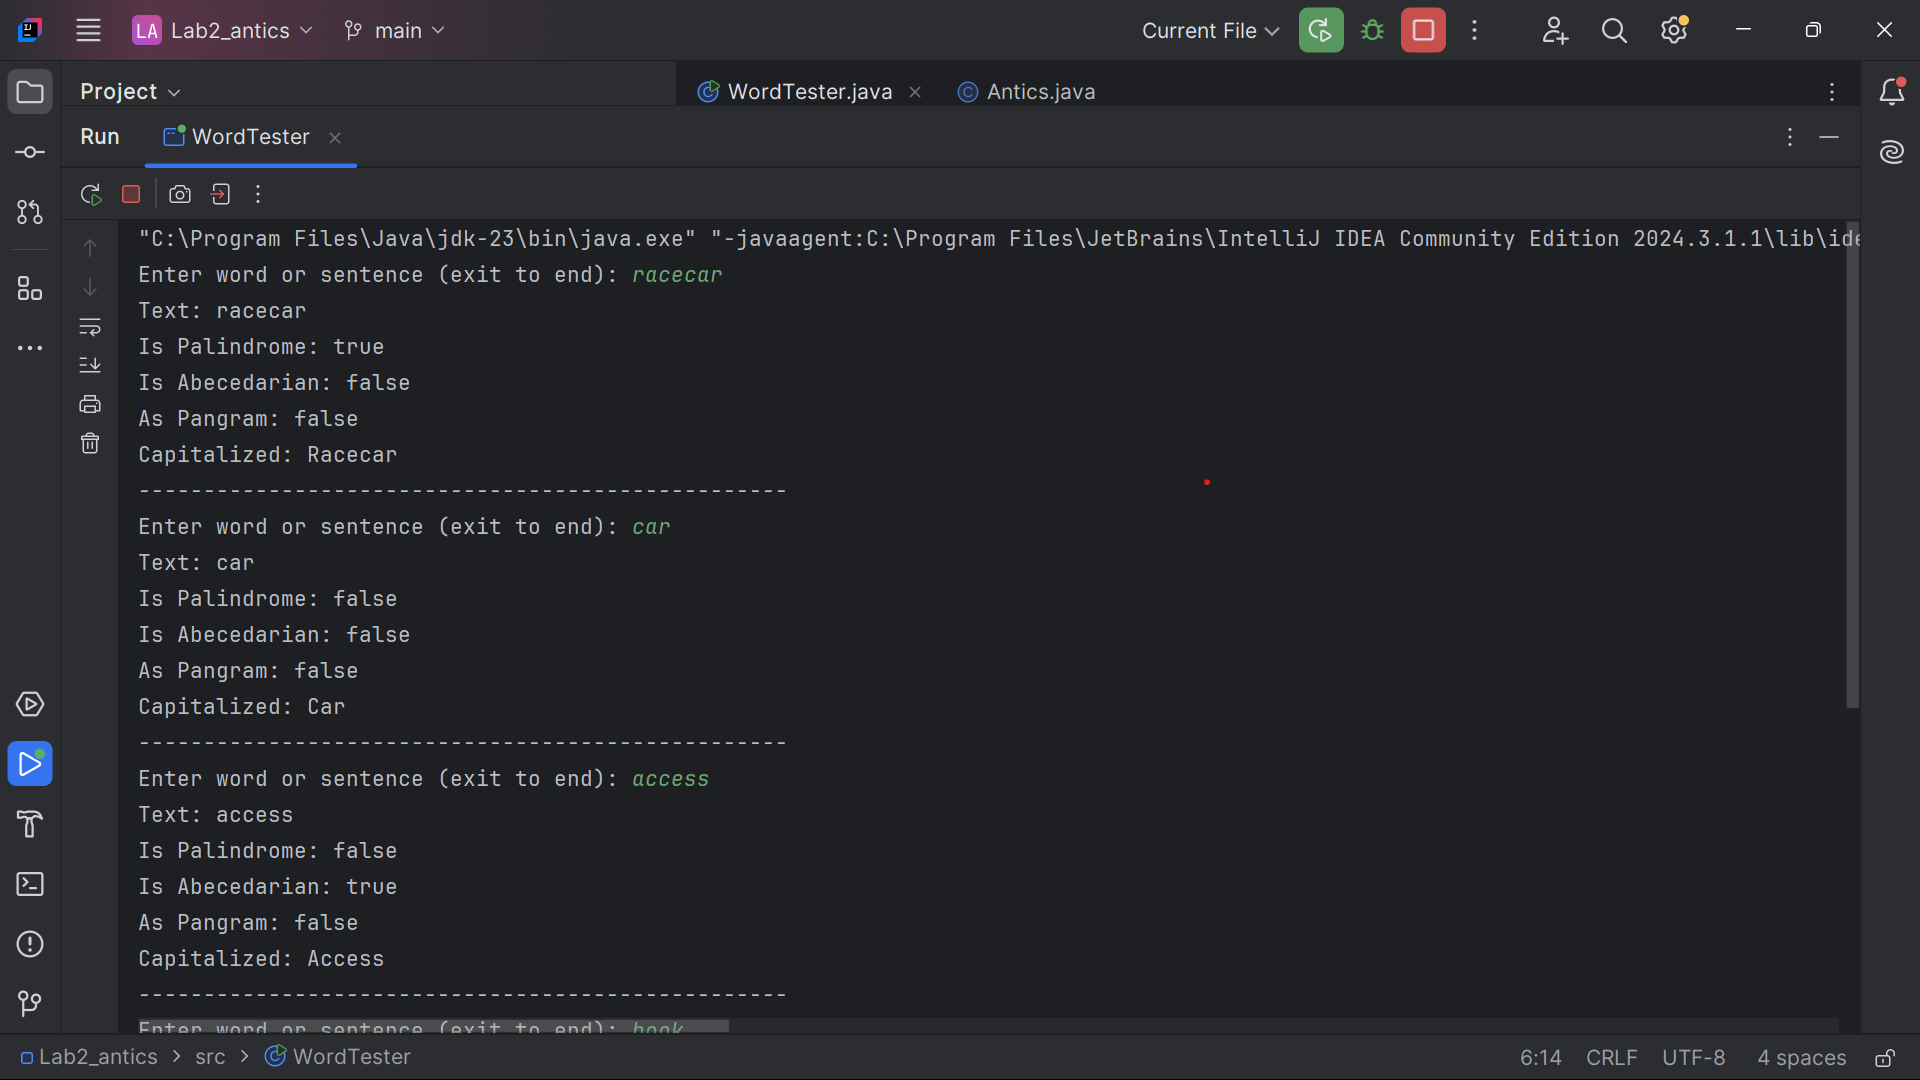 LA Lab2_antics main Current File
Project WordTester.java Antics.java
Run WordTester
"C:\Program Files\Java\jdk-23\bin\java.exe" "-javaagent:C:\Program Files\JetBrains\IntelliJ IDEA Community Edition 2024.3.1.1\lib\ide
Enter word or sentence (exit to end): racecar
Text: racecar
Is Palindrome: true
Is Abecedarian: false
As Pangram: false
Capitalized: Racecar
--------------------------------------------------
Enter word or sentence (exit to end): car
Text: car
Is Palindrome: false
Is Abecedarian: false
As Pangram: false
Capitalized: Car
--------------------------------------------------
Enter word or sentence (exit to end): access
Text: access
Is Palindrome: false
Is Abecedarian: true
As Pangram: false
Capitalized: Access
--------------------------------------------------
Enter word or sentence (exit to end):
Lab2_antics > src > WordTester 6:14 CRLF UTF-8 4 spaces